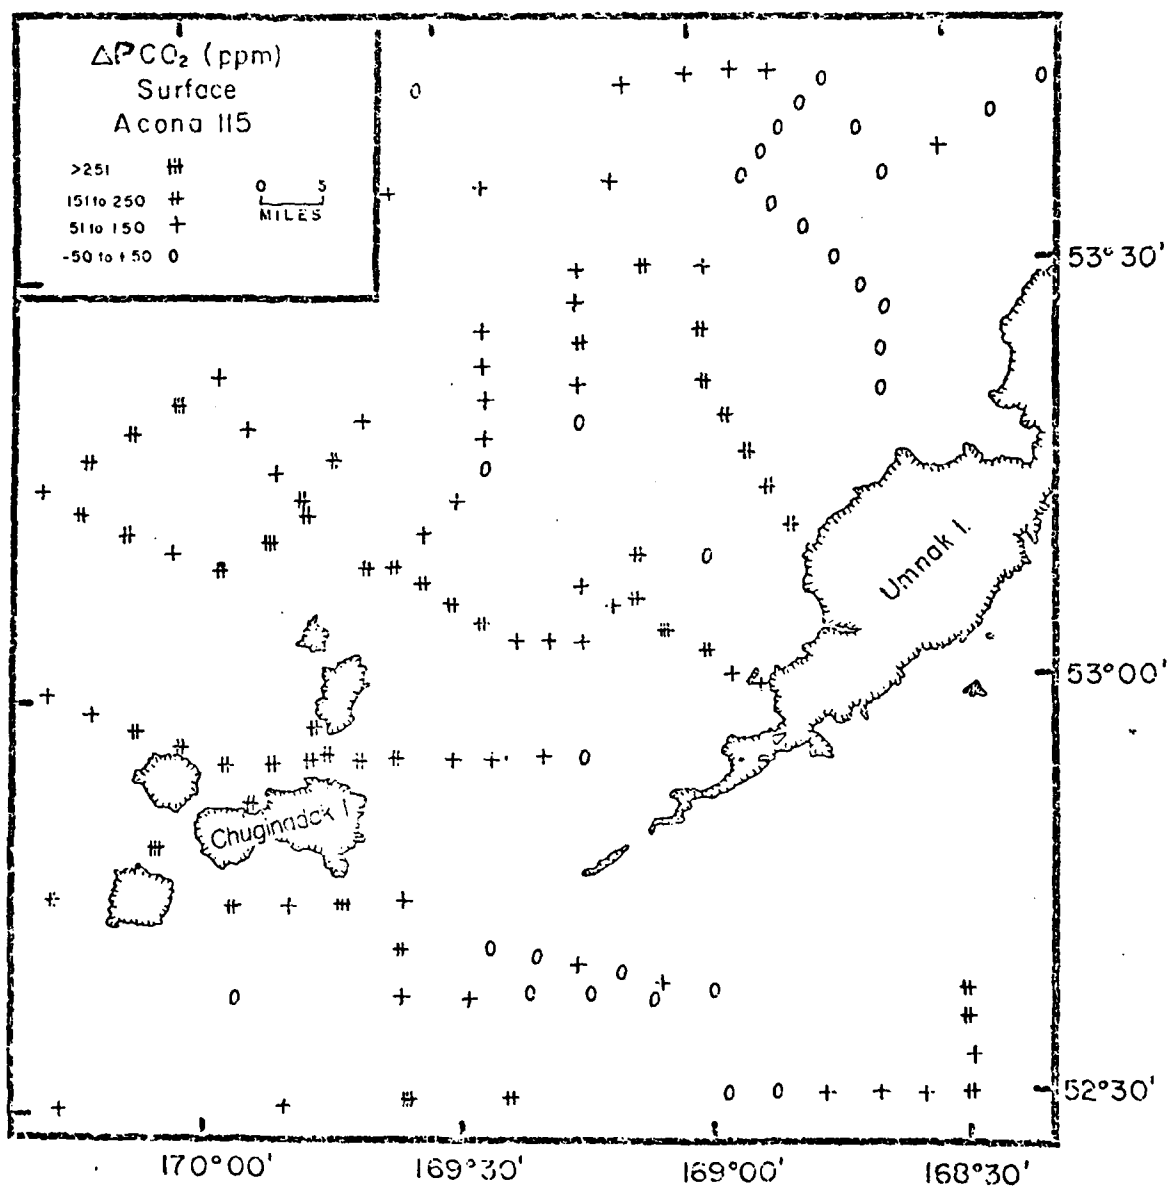 ΔPCO₂ (ppm)
Surface
Acona 115
>251
151 to 250
51 to 150
-50 to +50 0
0 5
MILES
53°30'
Umnak I.
53°00'
Chuginadak I
52°30'
170°00' 169°30' 169°00' 168°30'